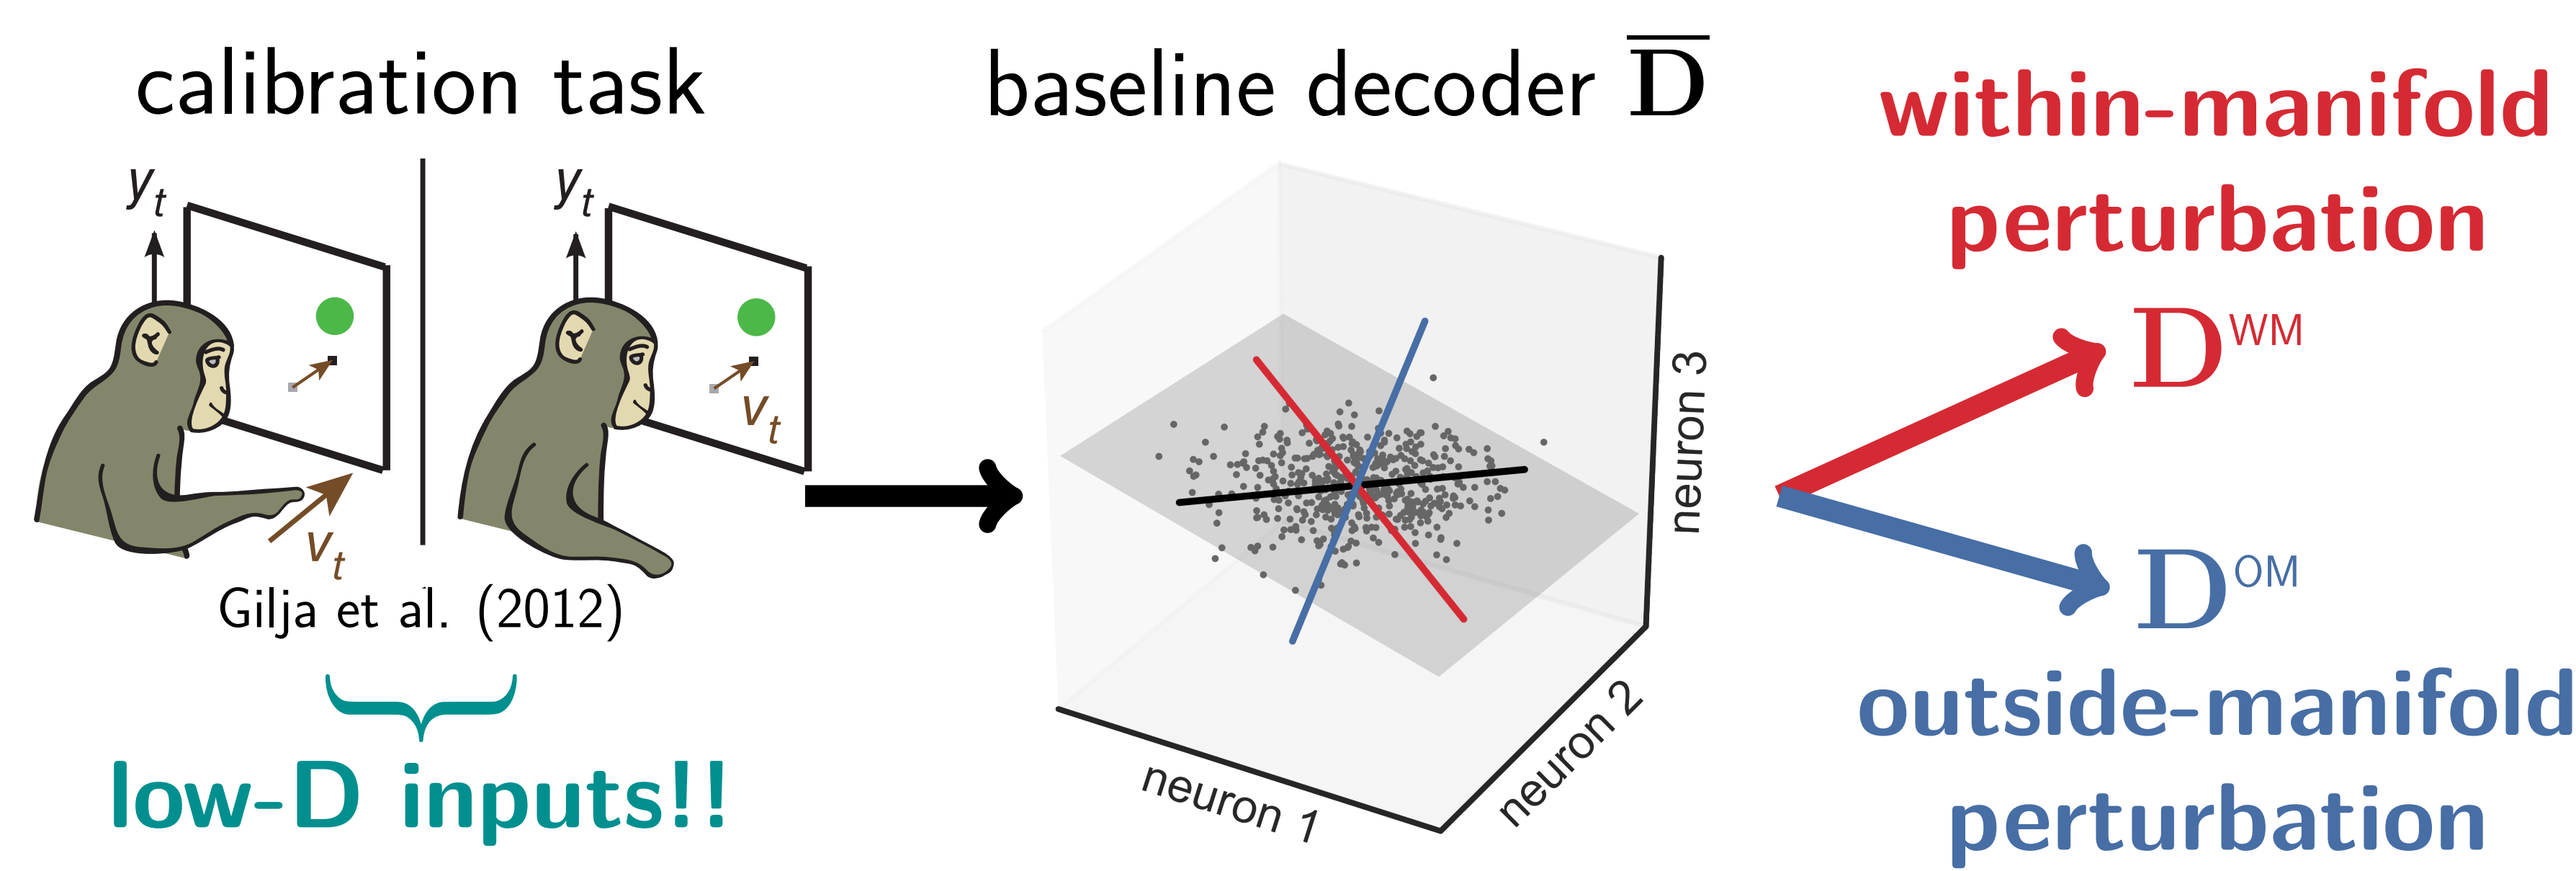 calibration task
y_t
y_t
v_t
v_t
Gilja et al. (2012)
low-D inputs!!
baseline decoder D̅
neuron 1
neuron 2
neuron 3
within-manifold
perturbation
D^WM
D^OM
outside-manifold
perturbation